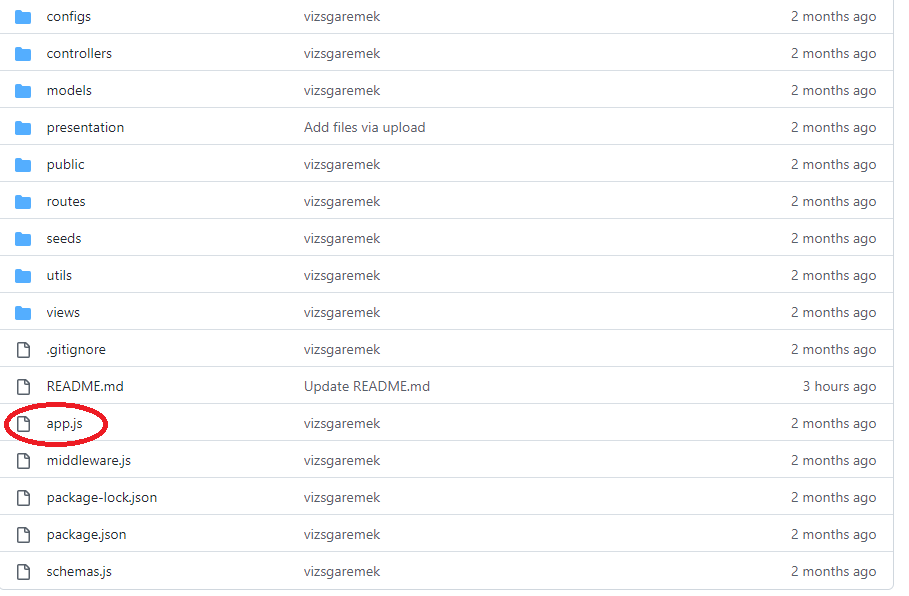 configs vizsgaremek 2 months ago
controllers vizsgaremek 2 months ago
models vizsgaremek 2 months ago
presentation Add files via upload 2 months ago
public vizsgaremek 2 months ago
routes vizsgaremek 2 months ago
seeds vizsgaremek 2 months ago
utils vizsgaremek 2 months ago
views vizsgaremek 2 months ago
.gitignore vizsgaremek 2 months ago
README.md Update README.md 3 hours ago
app.js vizsgaremek 2 months ago
middleware.js vizsgaremek 2 months ago
package-lock.json vizsgaremek 2 months ago
package.json vizsgaremek 2 months ago
schemas.js vizsgaremek 2 months ago